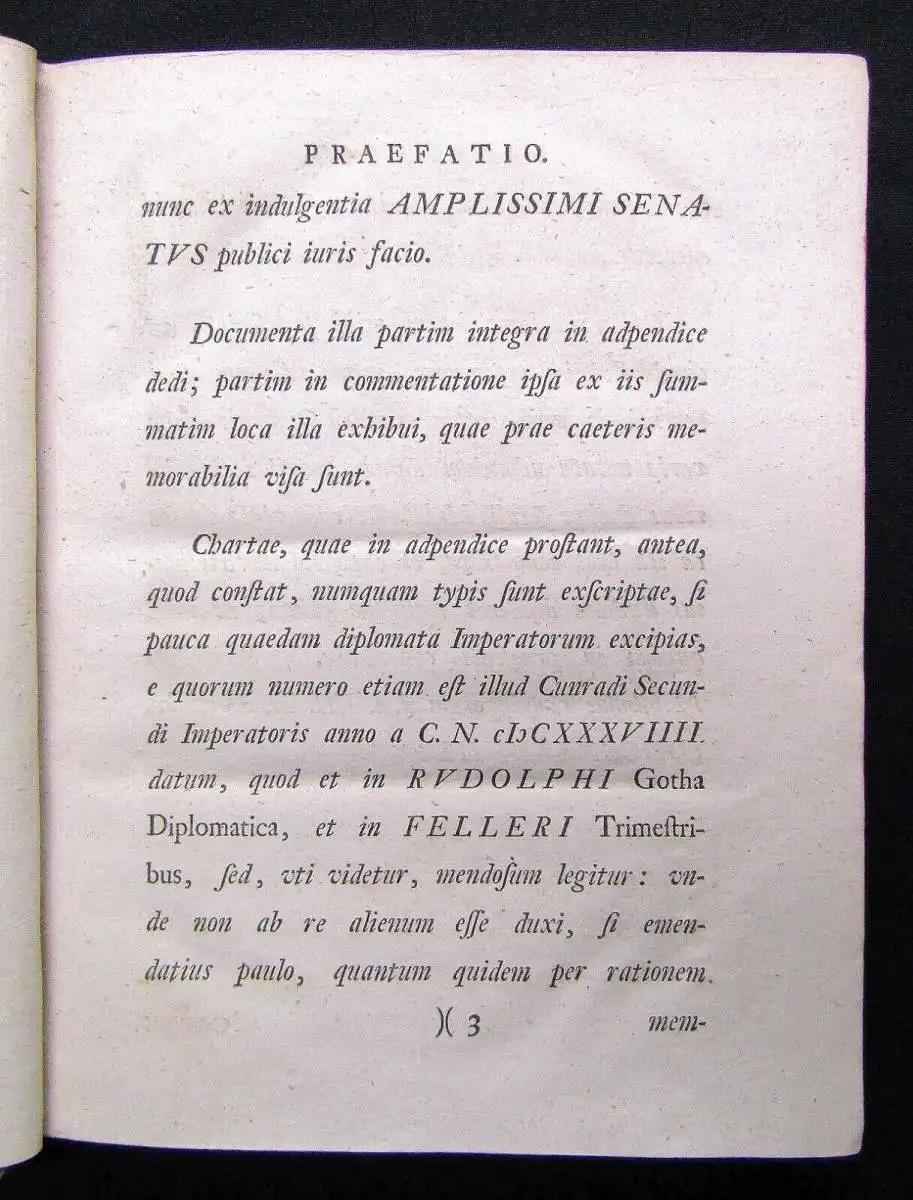 PRAEFATIO.
nunc ex indulgentia AMPLISSIMI SENA-
TVS publici iuris facio.
Documenta illa partim integra in adpendice
dedi; partim in commentatione ipſa ex iis ſum-
matim loca illa exhibui, quae prae caeteris me-
morabilia viſa ſunt.
Chartae, quae in adpendice proſtant, antea,
quod conſtat, numquam typis ſunt exſcriptae, ſi
pauca quaedam diplomata Imperatorum excipias,
e quorum numero etiam eſt illud Cunradi Secun-
di Imperatoris anno a C. N. cIↄCXXXVIIII.
datum, quod et in RVDOLPHI Gotha
Diplomatica, et in FELLERI Trimeſtri-
bus, ſed, vti videtur, mendoſum legitur: vn-
de non ab re alienum eſſe duxi, ſi emen-
datius paulo, quantum quidem per rationem
)( 3 mem-